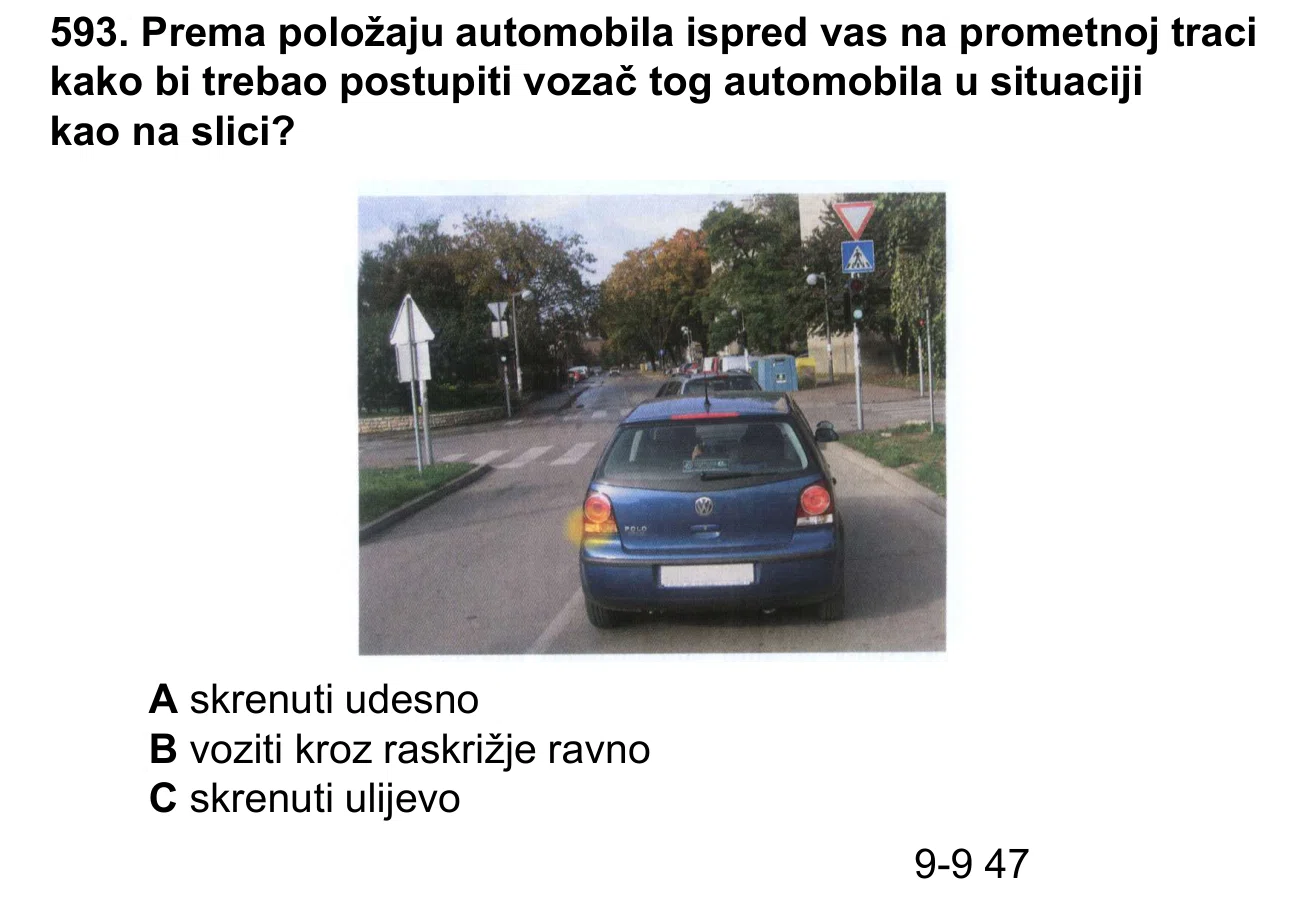 593. Prema položaju automobila ispred vas na prometnoj traci
kako bi trebao postupiti vozač tog automobila u situaciji
kao na slici?
POLO
A skrenuti udesno
B voziti kroz raskrižje ravno
C skrenuti ulijevo
9-9 47